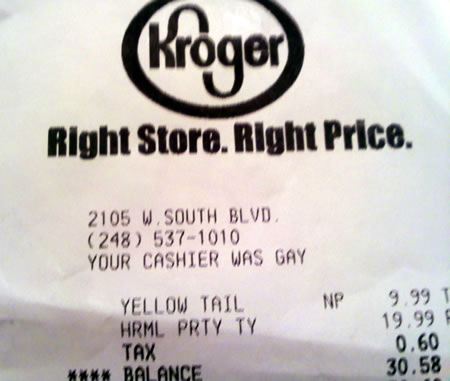 Kroger
Right Store. Right Price.
2105 W.SOUTH BLVD.
(248) 537-1010
YOUR CASHIER WAS GAY
YELLOW TAIL NP 9.99 T
HRML PRTY TY 19.99
TAX 0.60
**** BALANCE 30.58